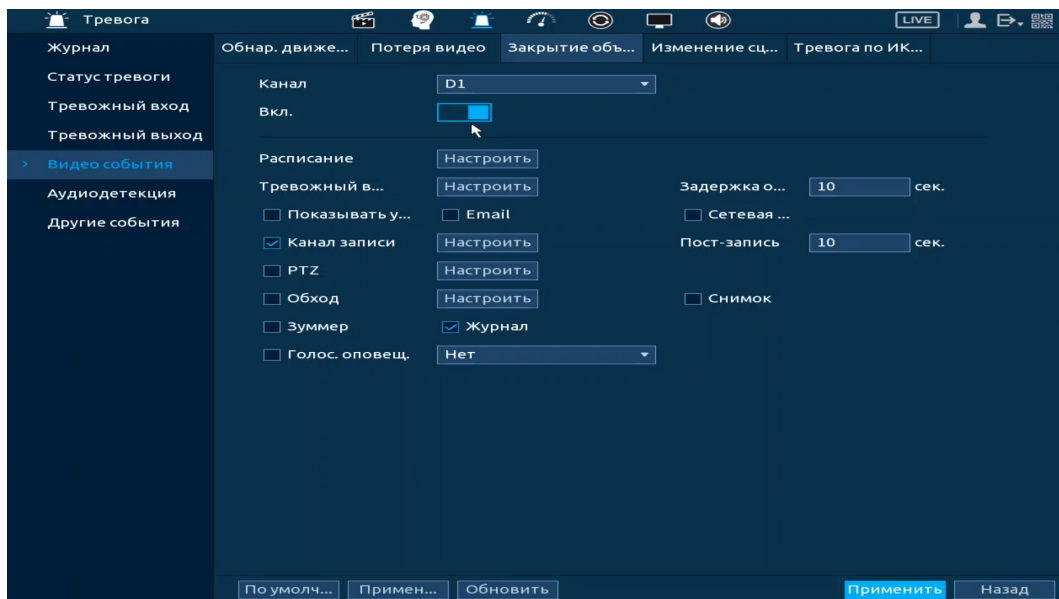 Тревога LIVE
Журнал
Статус тревоги
Тревожный вход
Тревожный выход
> Видео события
Аудиодетекция
Другие события
Обнар. движе... Потеря видео Закрытие объ... Изменение сц... Тревога по ИК...
Канал D1
Вкл.
Расписание Настроить
Тревожный в... Настроить Задержка о... 10 сек.
Показывать у... Email Сетевая ...
Канал записи Настроить Пост-запись 10 сек.
PTZ Настроить
Обход Настроить Снимок
Зуммер Журнал
Голос. оповещ. Нет
По умолч... Примен... Обновить Применить Назад